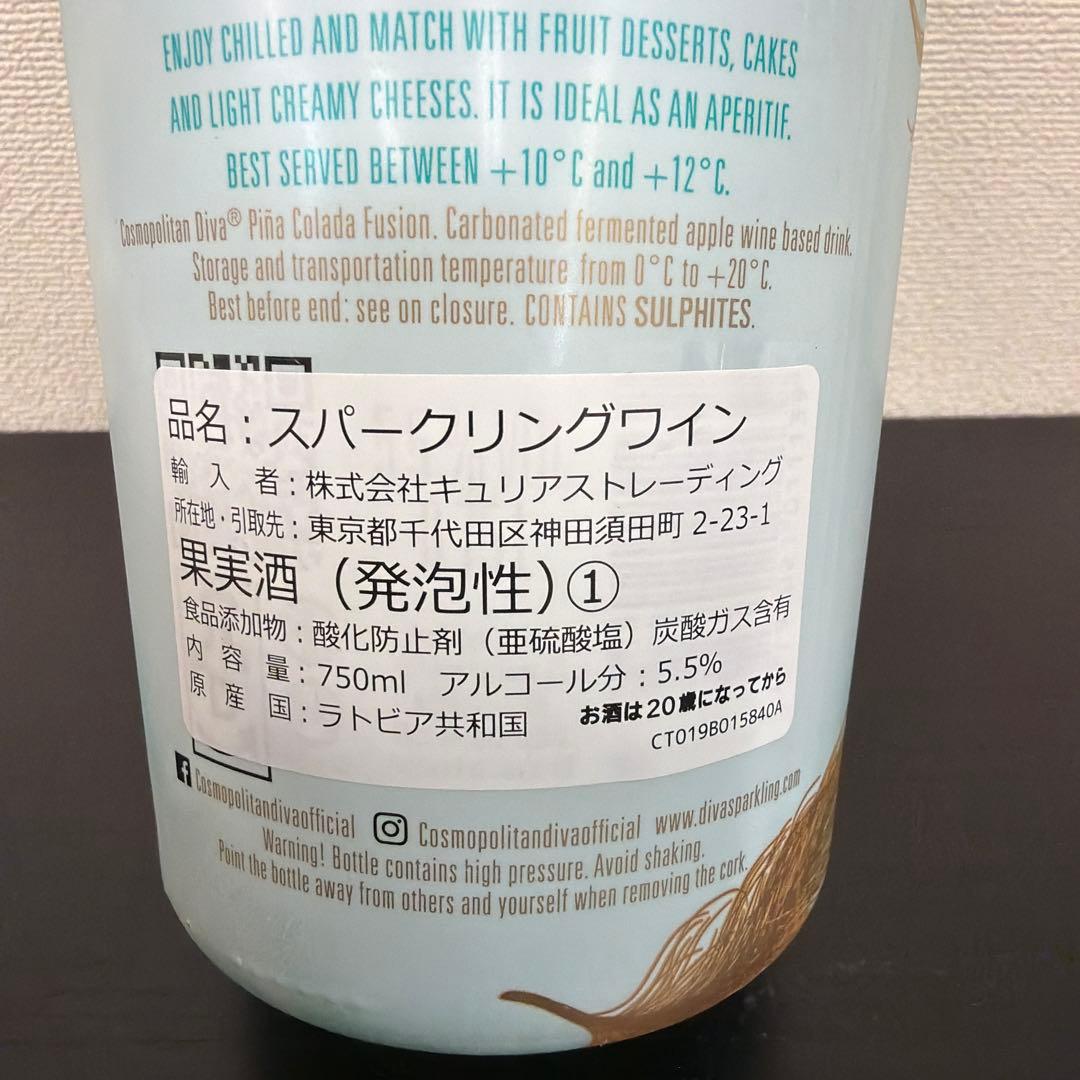 ENJOY CHILLED AND MATCH WITH FRUIT DESSERTS, CAKES
AND LIGHT CREAMY CHEESES. IT IS IDEAL AS AN APERITIF.
BEST SERVED BETWEEN +10°C and +12°C.
Cosmopolitan Diva® Piña Colada Fusion. Carbonated fermented apple wine based drink.
Storage and transportation temperature from 0°C to +20°C.
Best before end: see on closure. CONTAINS SULPHITES.
品名：スパークリングワイン
輸入者：株式会社キュリアストレーディング
所在地・引取先：東京都千代田区神田須田町 2-23-1
果実酒（発泡性）①
食品添加物：酸化防止剤（亜硫酸塩）炭酸ガス含有
内容量：750ml アルコール分：5.5%
原産国：ラトビア共和国 お酒は20歳になってから
CT019B015840A
f Cosmopolitandivaofficial Cosmopolitandivaofficial www.divasparkling.com
Warning! Bottle contains high pressure. Avoid shaking.
Point the bottle away from others and yourself when removing the cork.